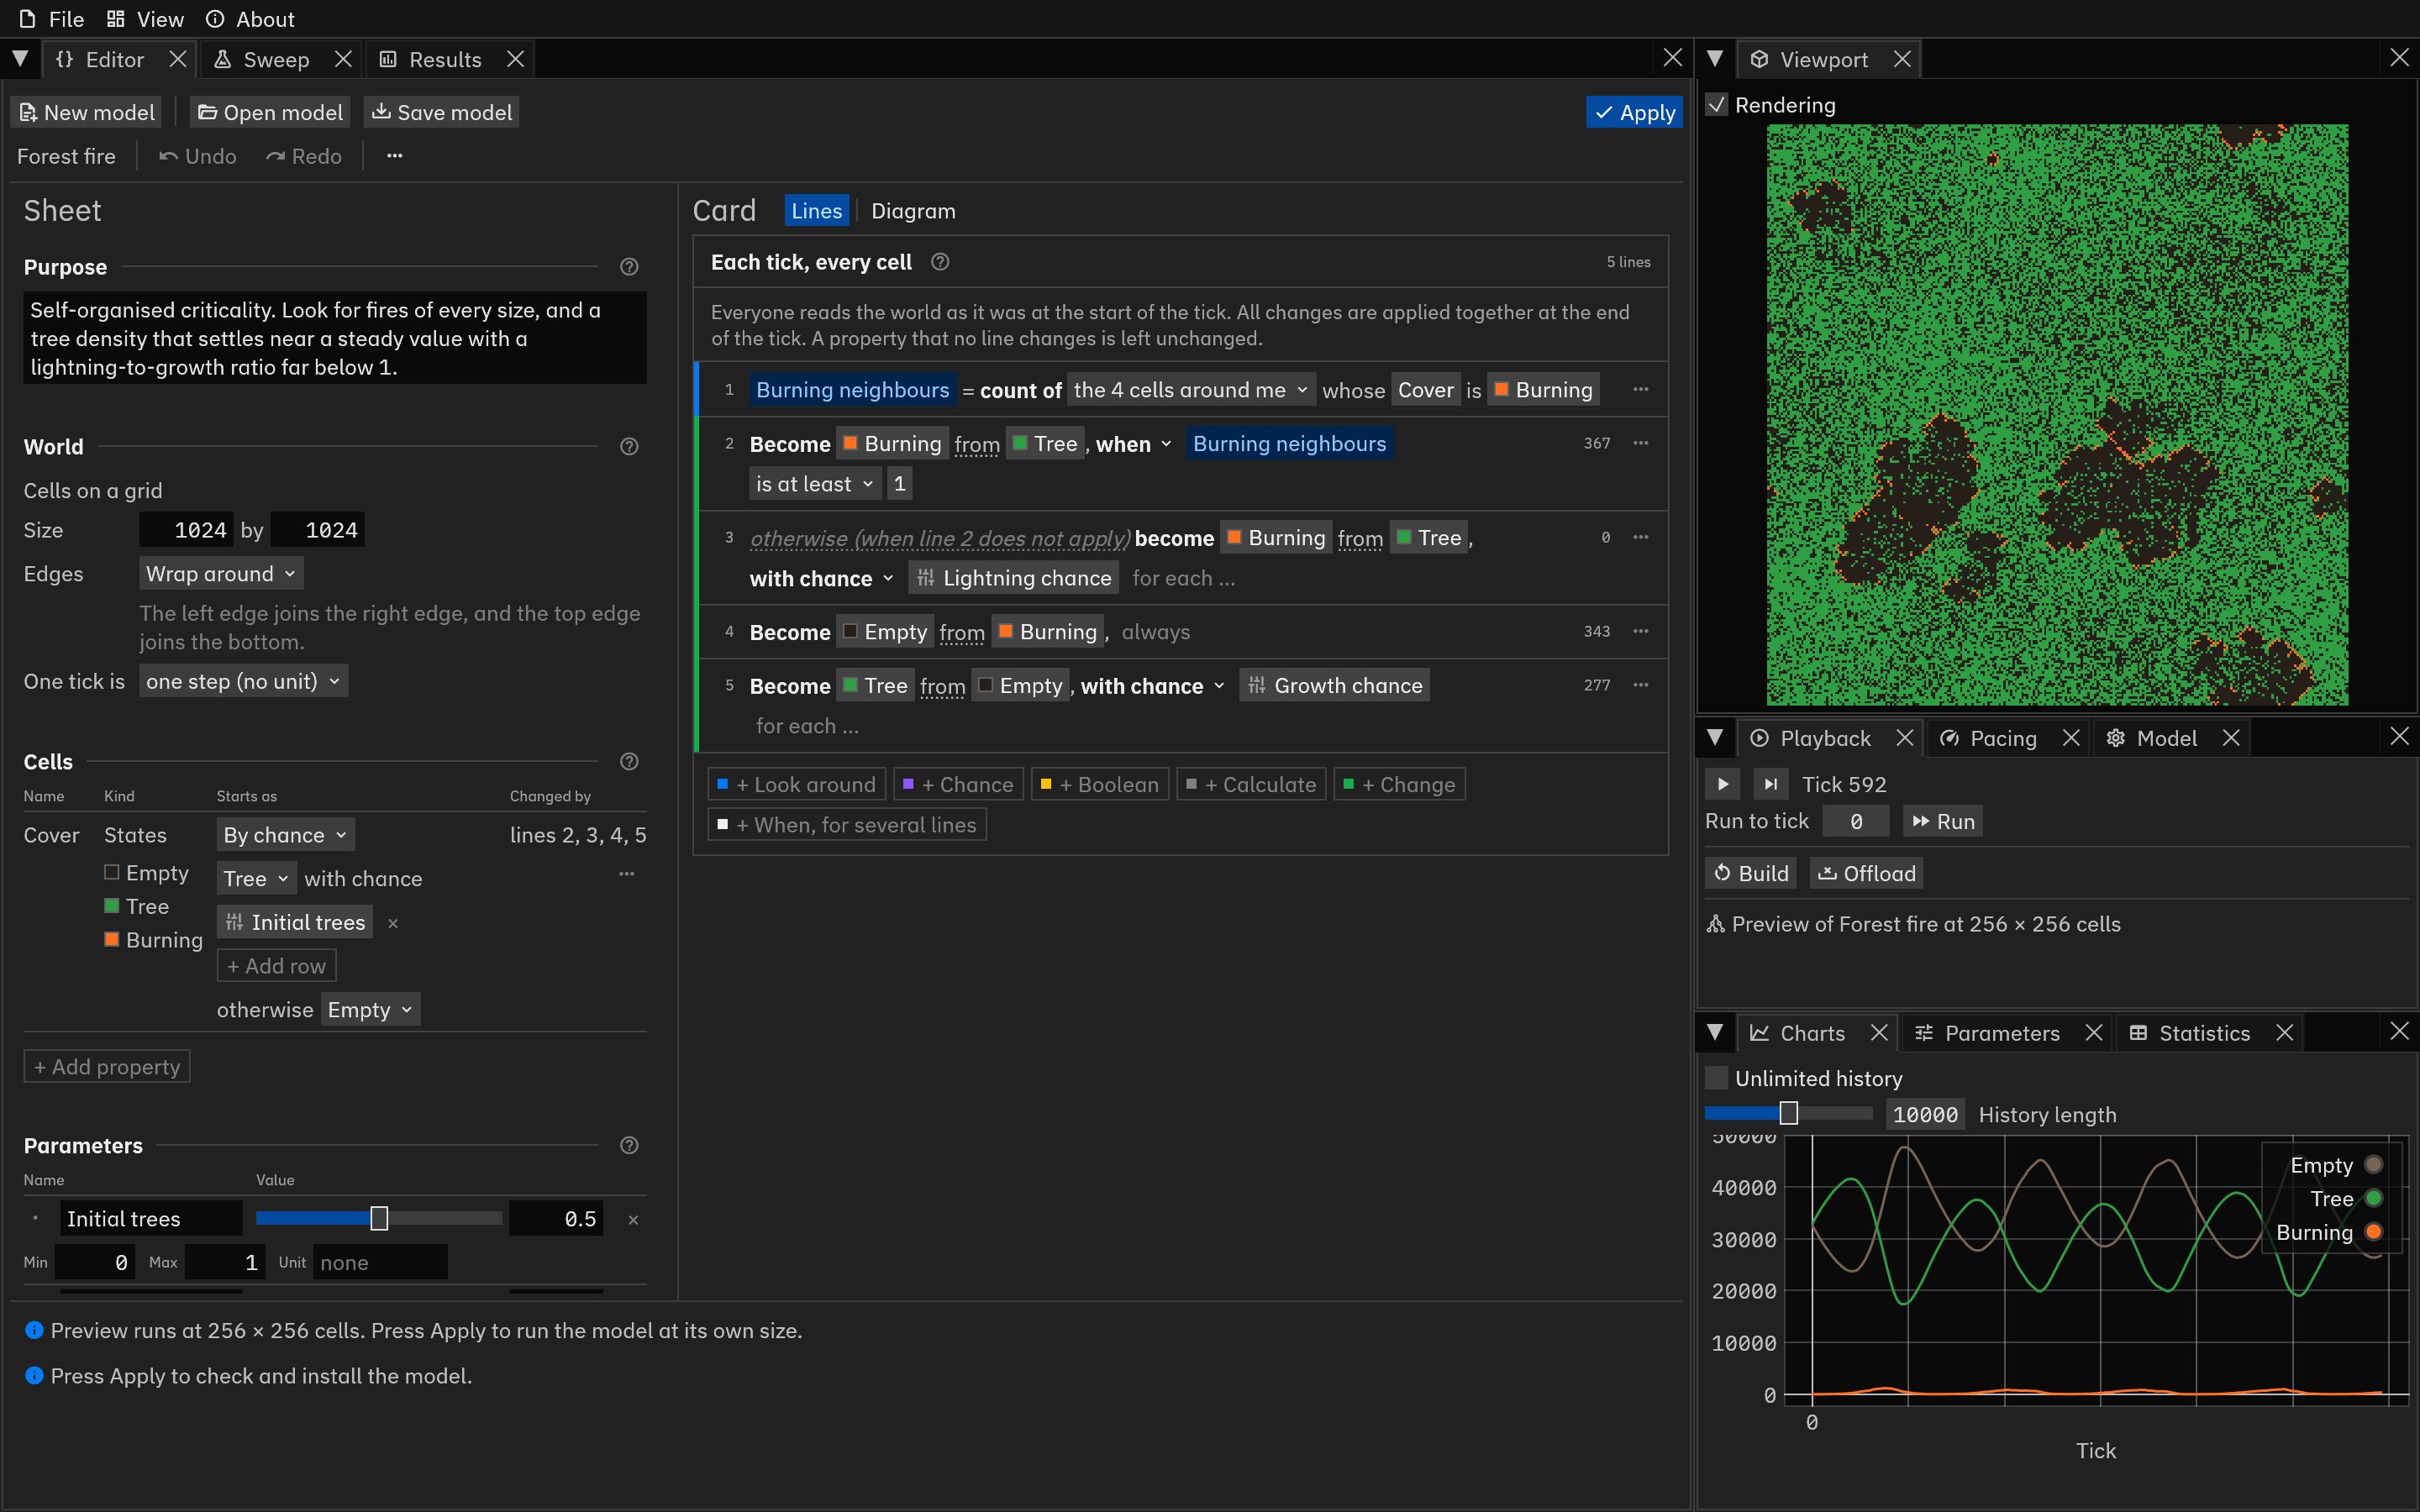 File View About
Editor Sweep Results
New model Open model Save model Apply
Forest fire Undo Redo ...
Sheet
Purpose
Self-organised criticality. Look for fires of every size, and a
tree density that settles near a steady value with a
lightning-to-growth ratio far below 1.
World
Cells on a grid
Size 1024 by 1024
Edges Wrap around
The left edge joins the right edge, and the top edge
joins the bottom.
One tick is one step (no unit)
Cells
Name Kind Starts as Changed by
Cover States By chance lines 2, 3, 4, 5
Empty Tree with chance ...
Tree
Initial trees ×
Burning
+ Add row
otherwise Empty
+ Add property
Parameters
Name Value
Initial trees 0.5 ×
Min 0 Max 1 Unit none
Card Lines Diagram
Each tick, every cell 5 lines
Everyone reads the world as it was at the start of the tick. All changes are applied together at the end
of the tick. A property that no line changes is left unchanged.
1 Burning neighbours = count of the 4 cells around me whose Cover is Burning ...
2 Become Burning from Tree, when Burning neighbours 367 ...
is at least 1
3 otherwise (when line 2 does not apply) become Burning from Tree, 0 ...
with chance Lightning chance for each ...
4 Become Empty from Burning, always 343 ...
5 Become Tree from Empty, with chance Growth chance 277 ...
for each ...
+ Look around + Chance + Boolean + Calculate + Change
+ When, for several lines
Preview runs at 256 × 256 cells. Press Apply to run the model at its own size.
Press Apply to check and install the model.
Viewport
Rendering
Playback Pacing Model
Tick 592
Run to tick 0 Run
Build Offload
Preview of Forest fire at 256 × 256 cells
Charts Parameters Statistics
Unlimited history
10000 History length
50000
40000
30000
20000
10000
0
0
Tick
Empty
Tree
Burning